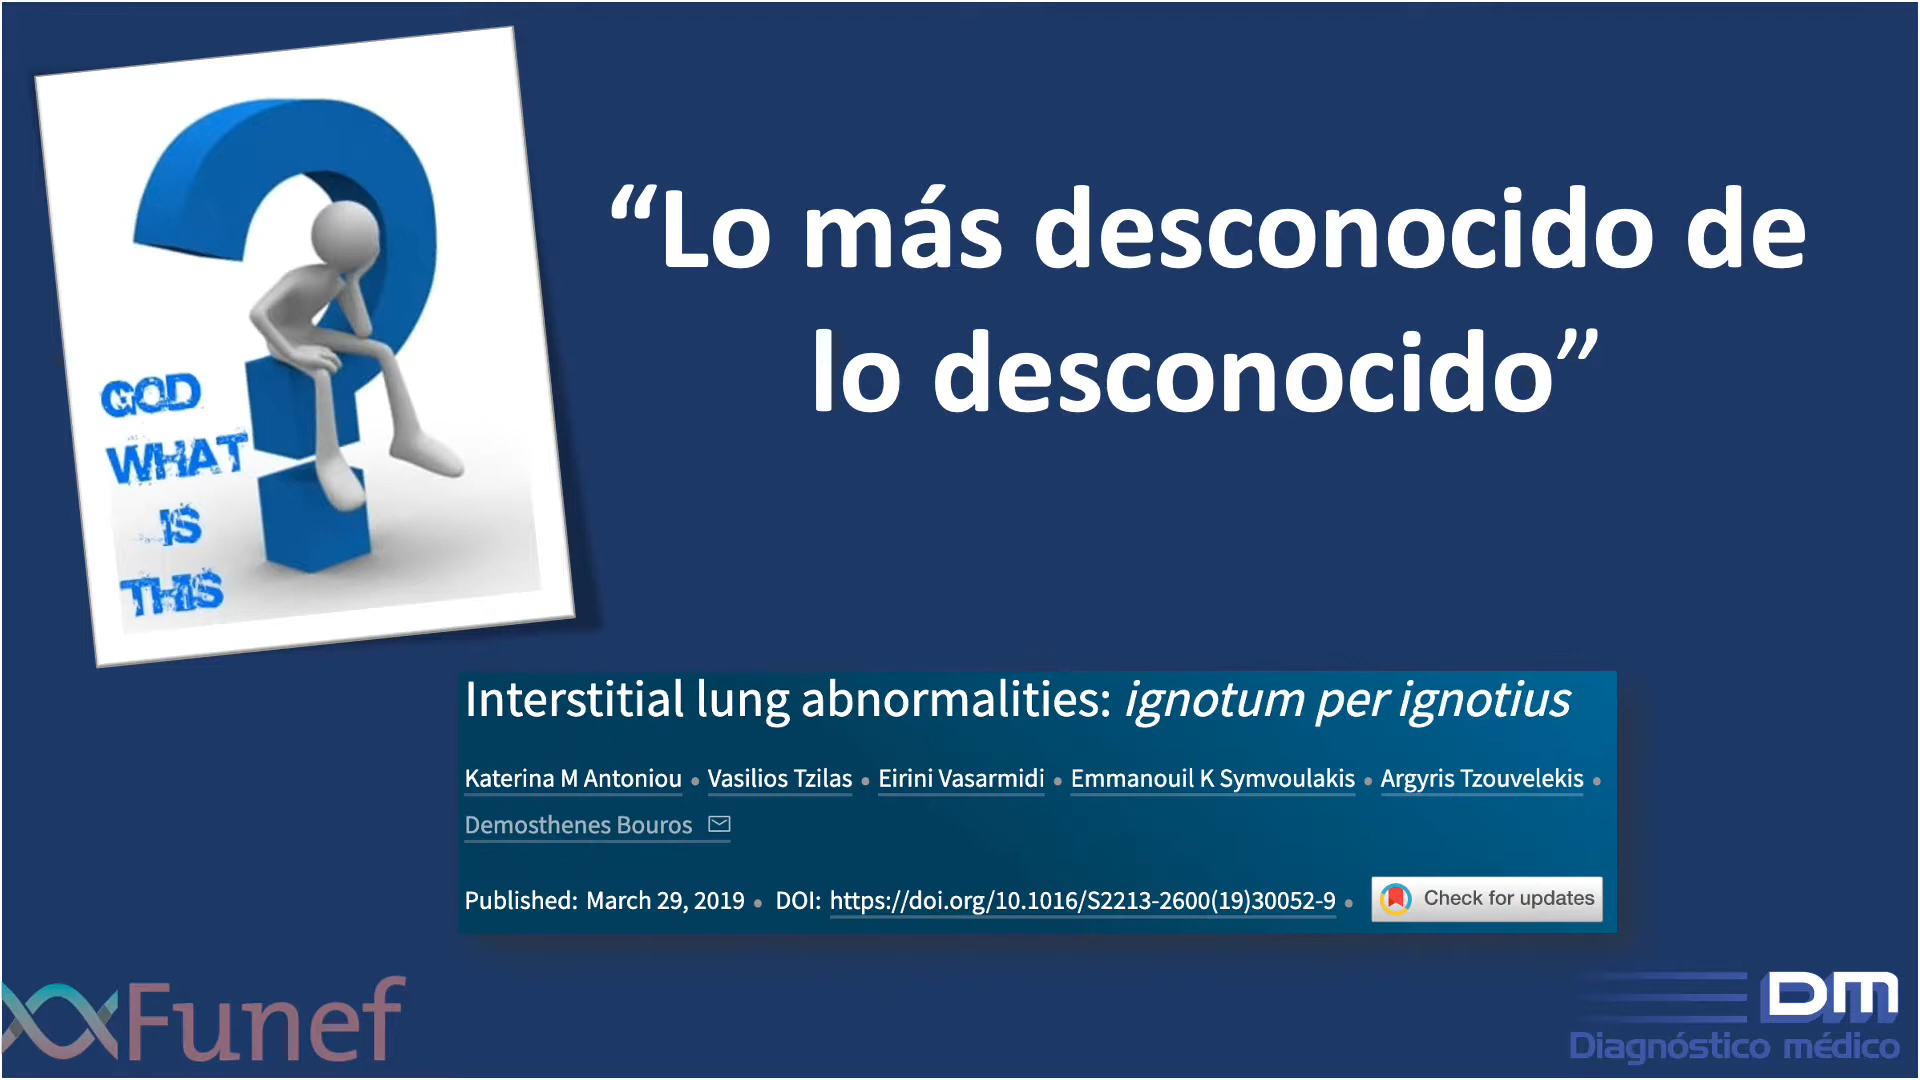 GOD
WHAT
IS
THIS
“Lo más desconocido de
lo desconocido”
Interstitial lung abnormalities: ignotum per ignotius
Katerina M Antoniou • Vasilios Tzilas • Eirini Vasarmidi • Emmanouil K Symvoulakis • Argyris Tzouvelekis •
Demosthenes Bouros
Published: March 29, 2019 • DOI: https://doi.org/10.1016/S2213-2600(19)30052-9 •
Check for updates
Funef
DM
Diagnóstico médico